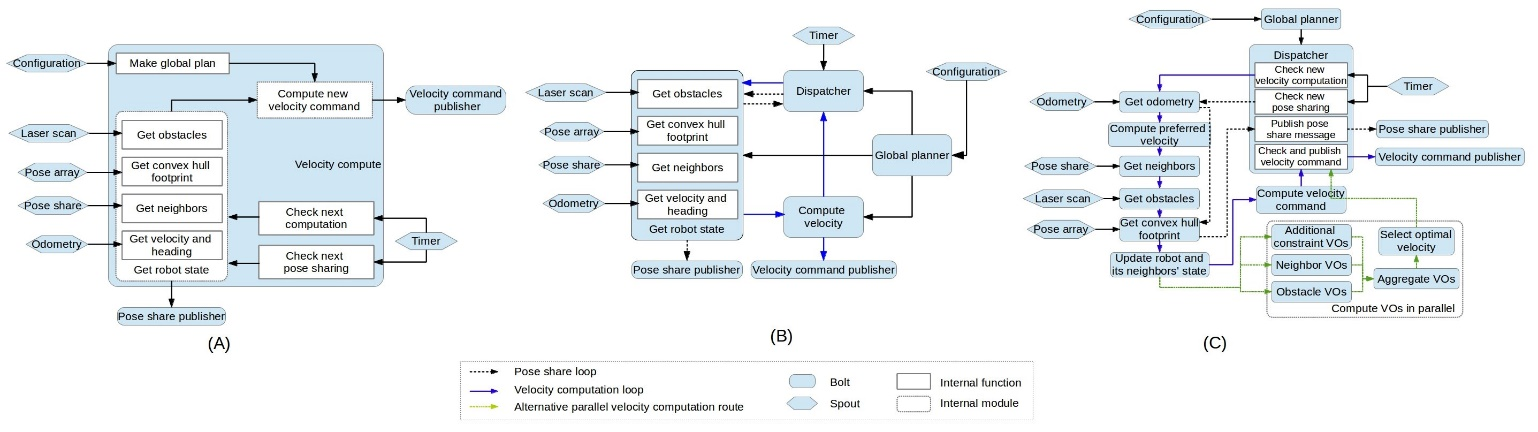 Configuration
Make global plan
Compute new
velocity command
Velocity command
publisher
Laser scan
Get obstacles
Velocity compute
Pose array
Get convex hull
footprint
Pose share
Get neighbors
Check next
computation
Odometry
Get velocity and
heading
Timer
Get robot state
Check next
pose sharing
Pose share publisher
(A)
Timer
Configuration
Laser scan
Get obstacles
Dispatcher
Pose array
Get convex hull
footprint
Global planner
Pose share
Get neighbors
Odometry
Get velocity and
heading
Get robot state
Compute
velocity
Pose share publisher
Velocity command publisher
(B)
Configuration
Global planner
Dispatcher
Check new
velocity computation
Timer
Odometry
Get odometry
Check new
pose sharing
Compute preferred
velocity
Publish pose
share message
Pose share publisher
Pose share
Get neighbors
Check and publish
velocity command
Velocity command publisher
Laser scan
Get obstacles
Compute velocity
command
Pose array
Get convex hull
footprint
Additional
constraint VOs
Select optimal
velocity
Update robot and
its neighbors' state
Neighbor VOs
Aggregate VOs
Obstacle VOs
Compute VOs in parallel
(C)
Pose share loop
Velocity computation loop
Alternative parallel velocity computation route
Bolt
Spout
Internal function
Internal module